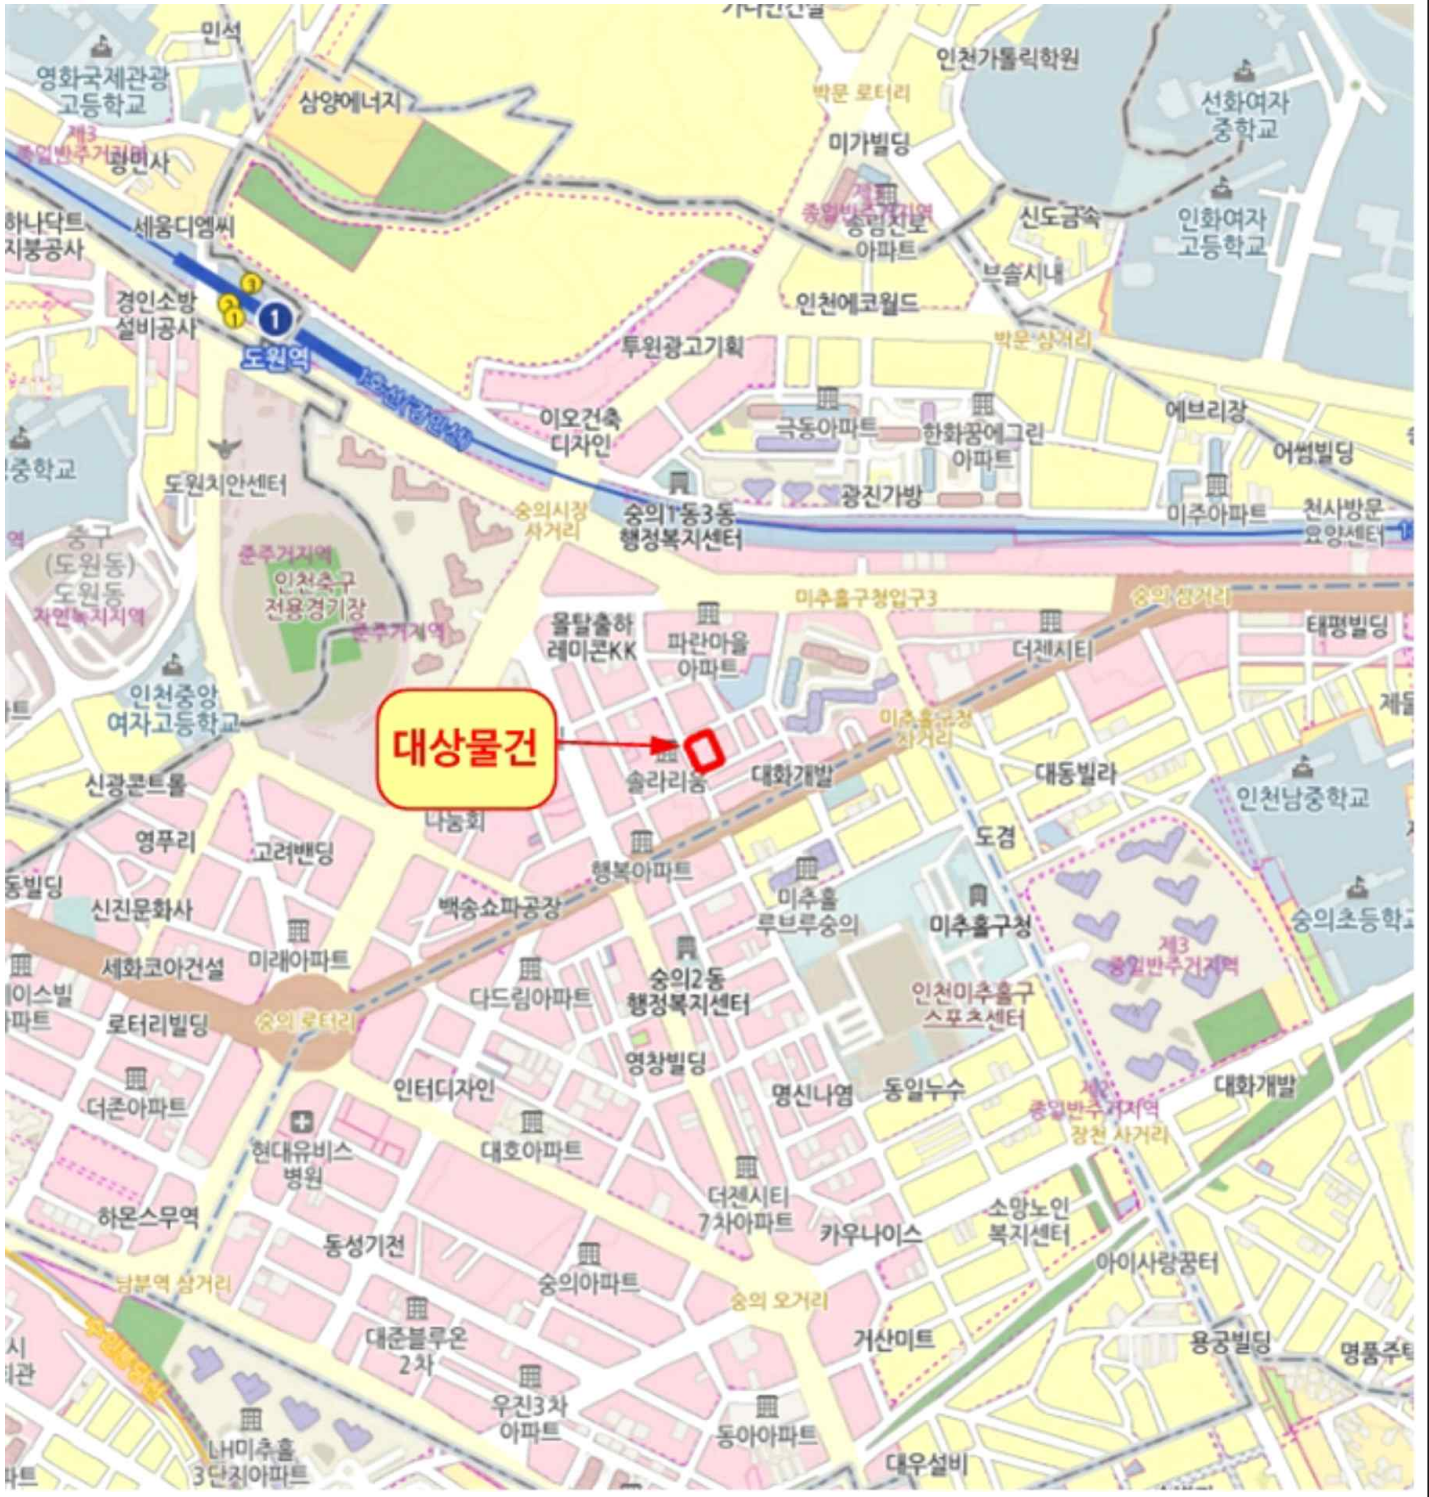 민석
인천가톨릭학원
영화국제관광
고등학교
삼양에너지
박문 로터리
선화여자
중학교
제3
종일반주거지역
광민사
미가빌딩
종일반주거지역
하나닥트
지붕공사
세움디엠씨
아파트
신도금속
인화여자
고등학교
브솔시내
3
2
1
1
경인소방
설비공사
인천에코월드
도원역
투원광고기획
박문 삼거리
이오건축
디자인
극동아파트
한화꿈에그린
아파트
에브리장
어썸빌딩
중학교
도원치안센터
광진가방
숭의시장
사거리
숭의1동3동
행정복지센터
미주아파트
천사방문
요양센터
중구
(도원동)
도원동
자연녹지지역
준주거지역
인천축구
전용경기장
준주거지역
미추홀구청입구3
숭의 삼거리
몰탈출하
레미콘KK
파란마을
아파트
더젠시티
태평빌딩
인천중앙
여자고등학교
대상물건
미추홀구청
사거리
솔라리움
대화개발
대동빌라
신광콘트롤
인천남중학교
나눔회
영푸리
고려밴딩
도겸
행복아파트
동빌딩
신진문화사
백송쇼파공장
미추홀
루브루숭의
미추홀구청
숭의초등학교
세화코아건설
미래아파트
제3
종일반주거지역
다드림아파트
숭의2동
행정복지센터
인천미추홀구
스포츠센터
로터리빌딩
숭의 로터리
영창빌딩
인터디자인
명신나염
동일누수
대화개발
더존아파트
종일반주거지역
장천 사거리
현대유비스
병원
대호아파트
더젠시티
7차아파트
하몬스무역
소망노인
복지센터
동성기전
카우나이스
아이사랑꿈터
숭의아파트
남분역 삼거리
숭의 오거리
대준블루온
2차
거산미트
용궁빌딩
명품주택
우진3차
아파트
동아아파트
LH미추홀
3단지아파트
대우설비